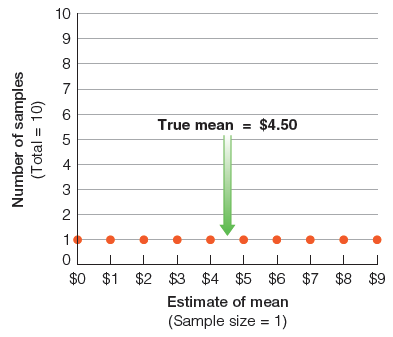 Number of samples
(Total = 10)
10
9
8
7
6
5
4
3
2
1
0
True mean = $4.50
$0 $1 $2 $3 $4 $5 $6 $7 $8 $9
Estimate of mean
(Sample size = 1)